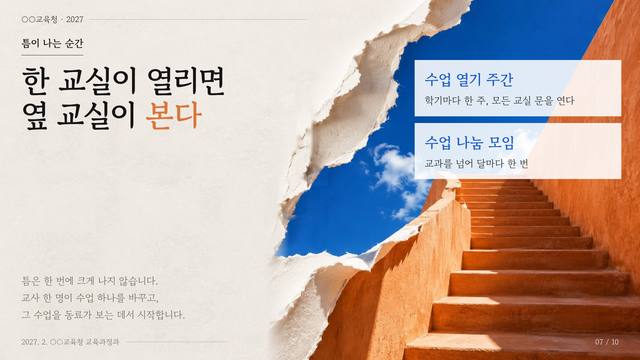 ○○교육청 · 2027
틈이 나는 순간
한 교실이 열리면
옆 교실이 본다
수업 열기 주간
학기마다 한 주, 모든 교실 문을 연다
수업 나눔 모임
교과를 넘어 달마다 한 번
틈은 한 번에 크게 나지 않습니다.
교사 한 명이 수업 하나를 바꾸고,
그 수업을 동료가 보는 데서 시작합니다.
2027. 2. ○○교육청 교육과정과
07 / 10